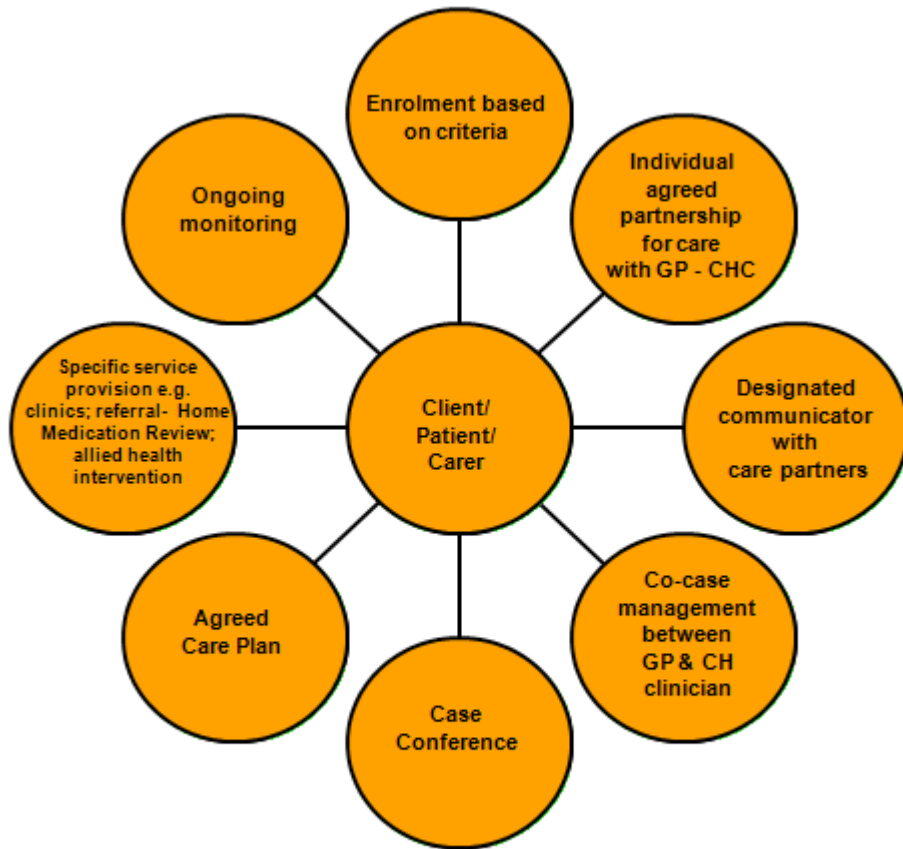 Enrolment based
on criteria
Individual
agreed
partnership
for care
with GP - CHC
Designated
communicator
with
care partners
Co-case
management
between
GP & CH
clinician
Case
Conference
Agreed
Care Plan
Specific service
provision e.g.
clinics; referral- Home
Medication Review;
allied health
intervention
Ongoing
monitoring
Client/
Patient/
Carer